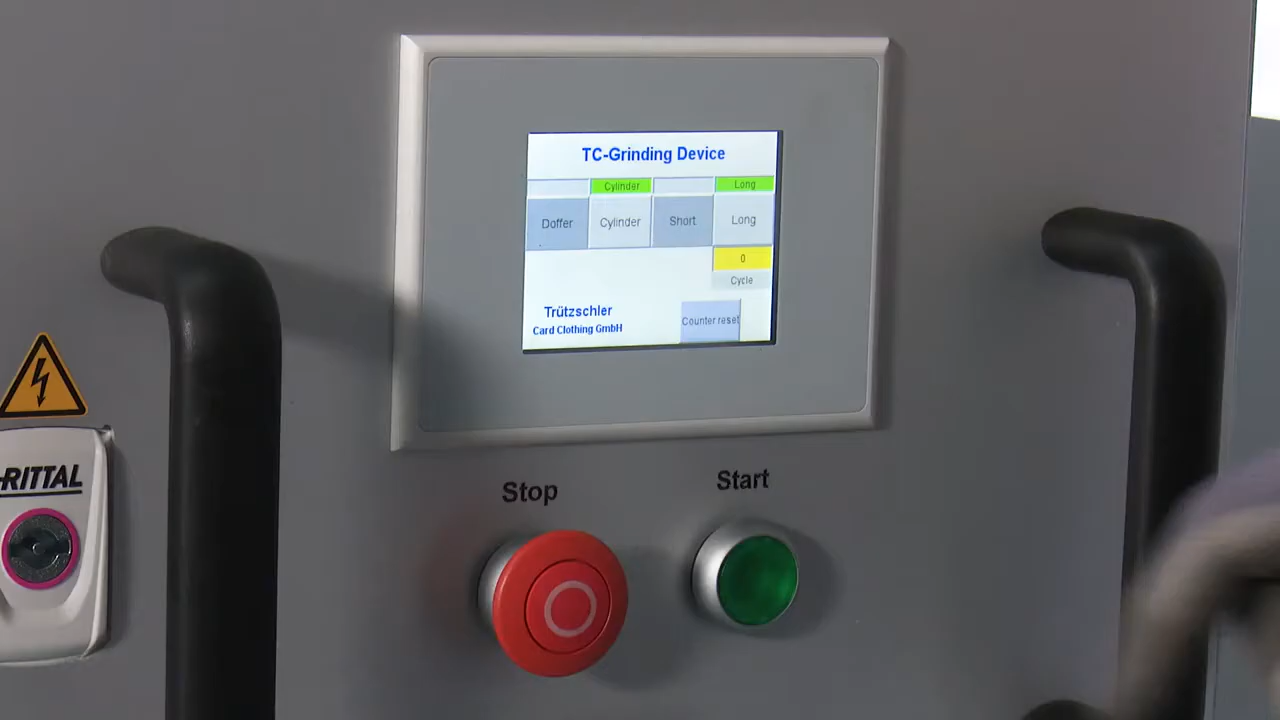 TC-Grinding Device
Cylinder Long
Doffer Cylinder Short Long
0
Cycle
Trützschler
Card Clothing GmbH
Counter reset
RITTAL
Stop
Start